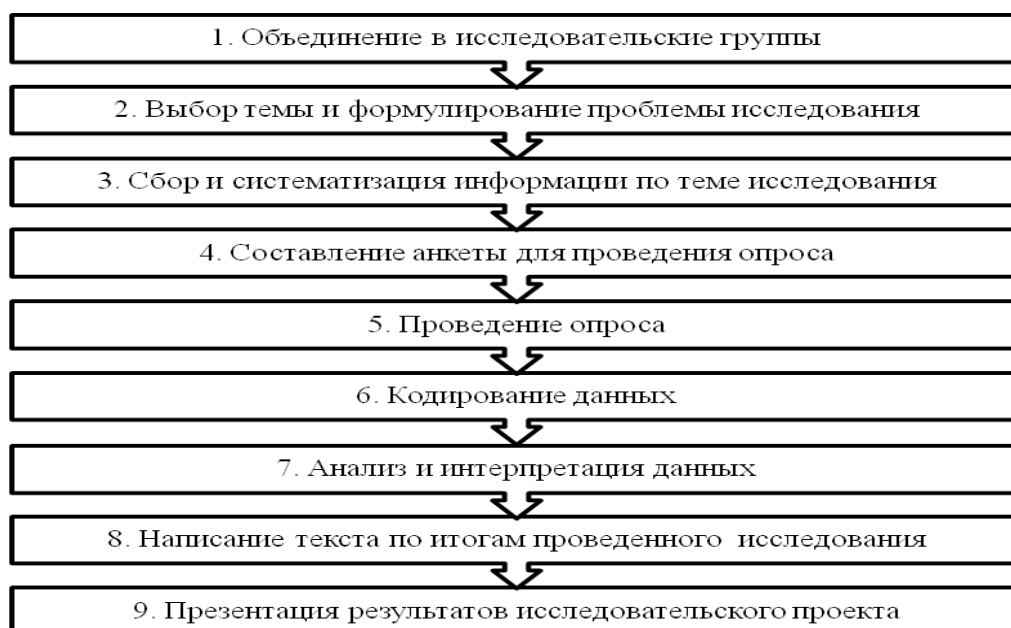 1. Объединение в исследовательские группы
2. Выбор темы и формулирование проблемы исследования
3. Сбор и систематизация информации по теме исследования
4. Составление анкеты для проведения опроса
5. Проведение опроса
6. Кодирование данных
7. Анализ и интерпретация данных
8. Написание текста по итогам проведенного исследования
9. Презентация результатов исследовательского проекта